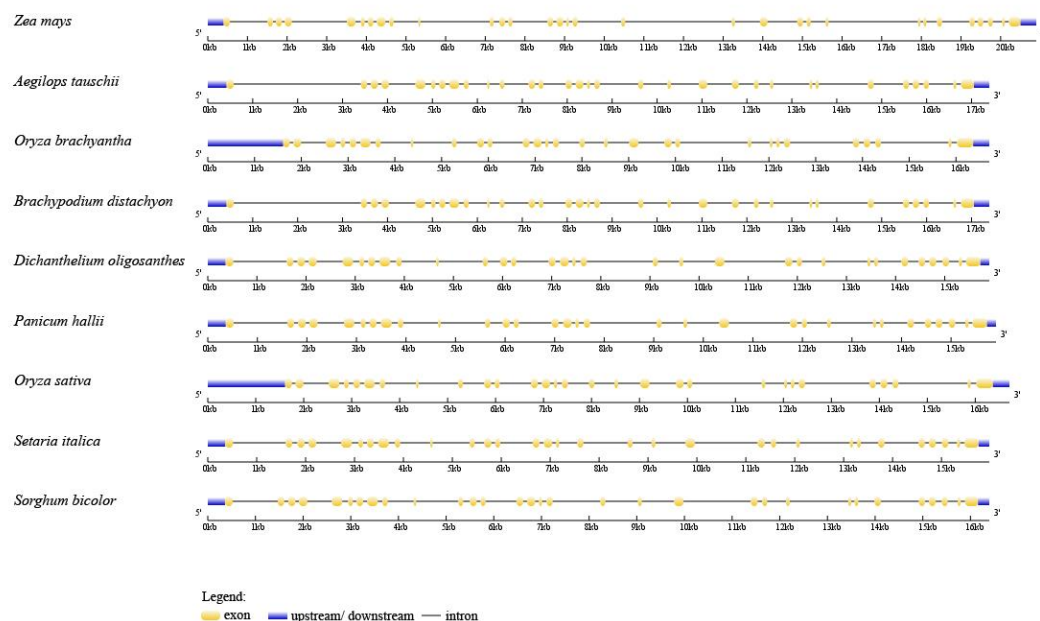 Zea mays
5'
0kb 1kb 2kb 3kb 4kb 5kb 6kb 7kb 8kb 9kb 10kb 11kb 12kb 13kb 14kb 15kb 16kb 17kb 18kb 19kb 20kb
Aegilops tauschii
5' 3'
0kb 1kb 2kb 3kb 4kb 5kb 6kb 7kb 8kb 9kb 10kb 11kb 12kb 13kb 14kb 15kb 16kb 17kb
Oryza brachyantha
5' 3'
0kb 1kb 2kb 3kb 4kb 5kb 6kb 7kb 8kb 9kb 10kb 11kb 12kb 13kb 14kb 15kb 16kb
Brachypodium distachyon
5' 3'
0kb 1kb 2kb 3kb 4kb 5kb 6kb 7kb 8kb 9kb 10kb 11kb 12kb 13kb 14kb 15kb 16kb 17kb
Dichanthelium oligosanthes
5' 3'
0kb 1kb 2kb 3kb 4kb 5kb 6kb 7kb 8kb 9kb 10kb 11kb 12kb 13kb 14kb 15kb
Panicum hallii
5' 3'
0kb 1kb 2kb 3kb 4kb 5kb 6kb 7kb 8kb 9kb 10kb 11kb 12kb 13kb 14kb 15kb
Oryza sativa
5' 3'
0kb 1kb 2kb 3kb 4kb 5kb 6kb 7kb 8kb 9kb 10kb 11kb 12kb 13kb 14kb 15kb 16kb
Setaria italica
5' 3'
0kb 1kb 2kb 3kb 4kb 5kb 6kb 7kb 8kb 9kb 10kb 11kb 12kb 13kb 14kb 15kb
Sorghum bicolor
5' 3'
0kb 1kb 2kb 3kb 4kb 5kb 6kb 7kb 8kb 9kb 10kb 11kb 12kb 13kb 14kb 15kb 16kb
Legend:
exon upstream/ downstream intron